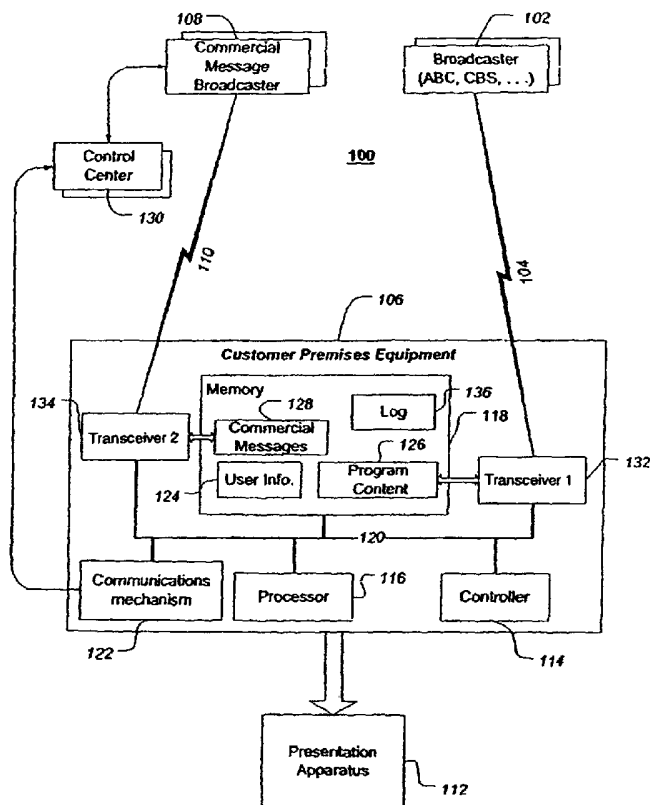 108
Commercial
Message
Broadcaster
102
Broadcaster
(ABC, CBS, . . .)
Control
Center
130
100
110
104
106
Customer Premises Equipment
134
Transceiver 2
Memory
128
Commercial
Messages
136
Log
118
124
User Info.
126
Program
Content
Transceiver 1
132
120
Communications
mechanism
122
Processor
116
Controller
114
Presentation
Apparatus
112